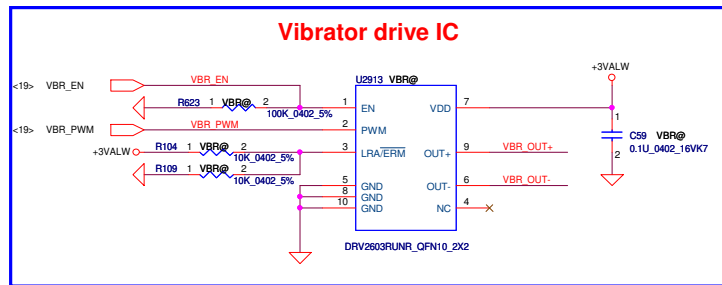 Vibrator drive IC
U2913 VBR@
+3VALW
<19> VBR_EN VBR_EN
R623 1 VBR@ 2 1 EN VDD 7
100K_0402_5%
<19> VBR_PWM VBR_PWM 2 PWM
1
C59 VBR@
+3VALW R104 1 VBR@ 2 3 LRA/ERM OUT+ 9 VBR_OUT+
10K_0402_5% 2 0.1U_0402_16VK7
R109 1 VBR@ 2 5 GND OUT- 6 VBR_OUT-
10K_0402_5% 8 GND
10 GND NC 4
DRV2603RUNR_QFN10_2X2